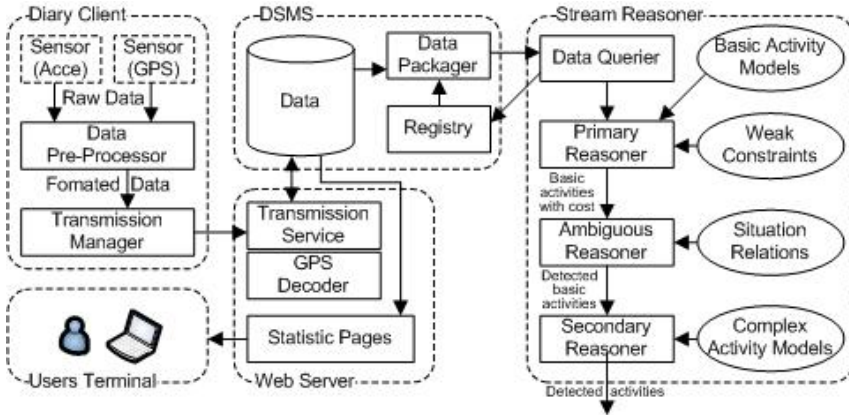 Diary Client
Sensor
(Acce)
Sensor
(GPS)
Raw Data
Data
Pre-Processor
Fomated Data
Transmission
Manager
Users Terminal
DSMS
Data
Data
Packager
Registry
Transmission
Service
GPS
Decoder
Statistic Pages
Web Server
Stream Reasoner
Data Querier
Basic Activity
Models
Primary
Reasoner
Weak
Constraints
Basic
activities
with cost
Ambiguous
Reasoner
Situation
Relations
Detected
basic
activities
Secondary
Reasoner
Complex
Activity Models
Detected activities